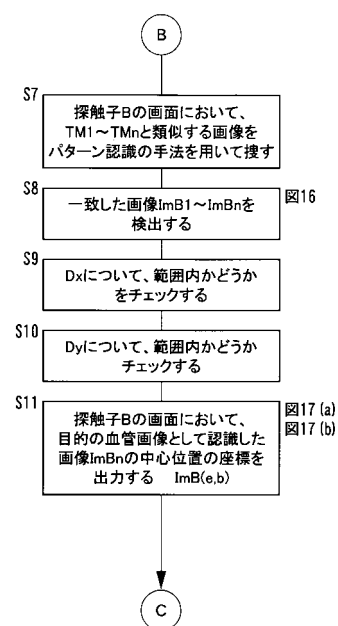 B
S7
探触子Bの画面において、
TM1～TMnと類似する画像を
パターン認識の手法を用いて捜す
S8
一致した画像ImB1～ImBnを
検出する
図16
S9
Dxについて、範囲内かどうか
をチェックする
S10
Dyについて、範囲内かどうか
チェックする
S11
探触子Bの画面において、
目的の血管画像として認識した
画像ImBnの中心位置の座標を
出力する ImB(e,b)
図17(a)
図17(b)
C